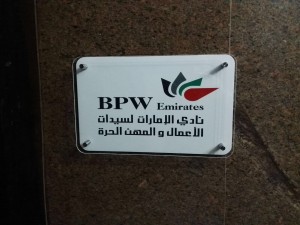 BPW Emirates
نادي الإمارات لسيدات
الأعمال و المهن الحرة